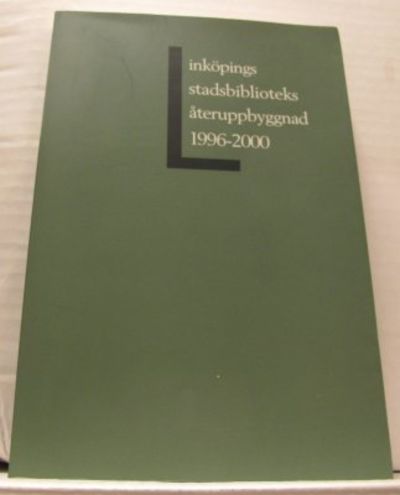 Linköpings
stadsbiblioteks
återuppbyggnad
1996-2000